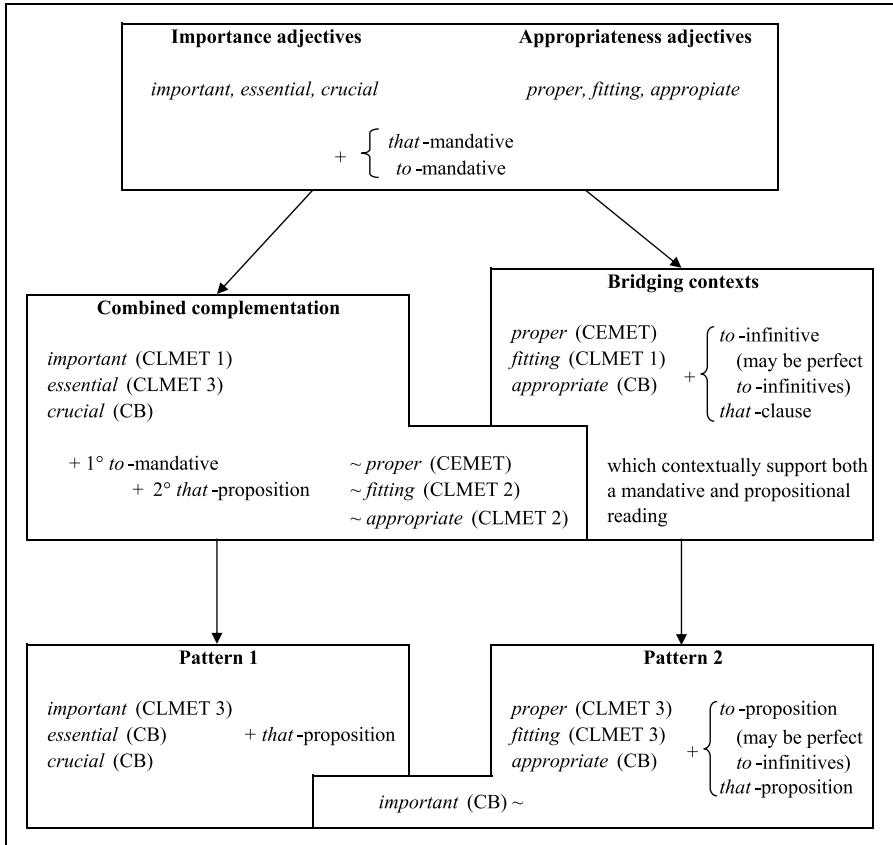 Importance adjectives
Appropriateness adjectives
important, essential, crucial
proper, fitting, appropiate
+ { that-mandative
to-mandative
Combined complementation
important (CLMET 1)
essential (CLMET 3)
crucial (CB)
+ 1° to-mandative
+ 2° that-proposition
~ proper (CEMET)
~ fitting (CLMET 2)
~ appropriate (CLMET 2)
Bridging contexts
proper (CEMET)
fitting (CLMET 1)
appropriate (CB)
+ { to-infinitive
(may be perfect
to-infinitives)
that-clause
which contextually support both
a mandative and propositional
reading
Pattern 1
important (CLMET 3)
essential (CB)
crucial (CB)
+ that-proposition
Pattern 2
proper (CLMET 3)
fitting (CLMET 3)
appropriate (CB)
+ { to-proposition
(may be perfect
to-infinitives)
that-proposition
important (CB) ~